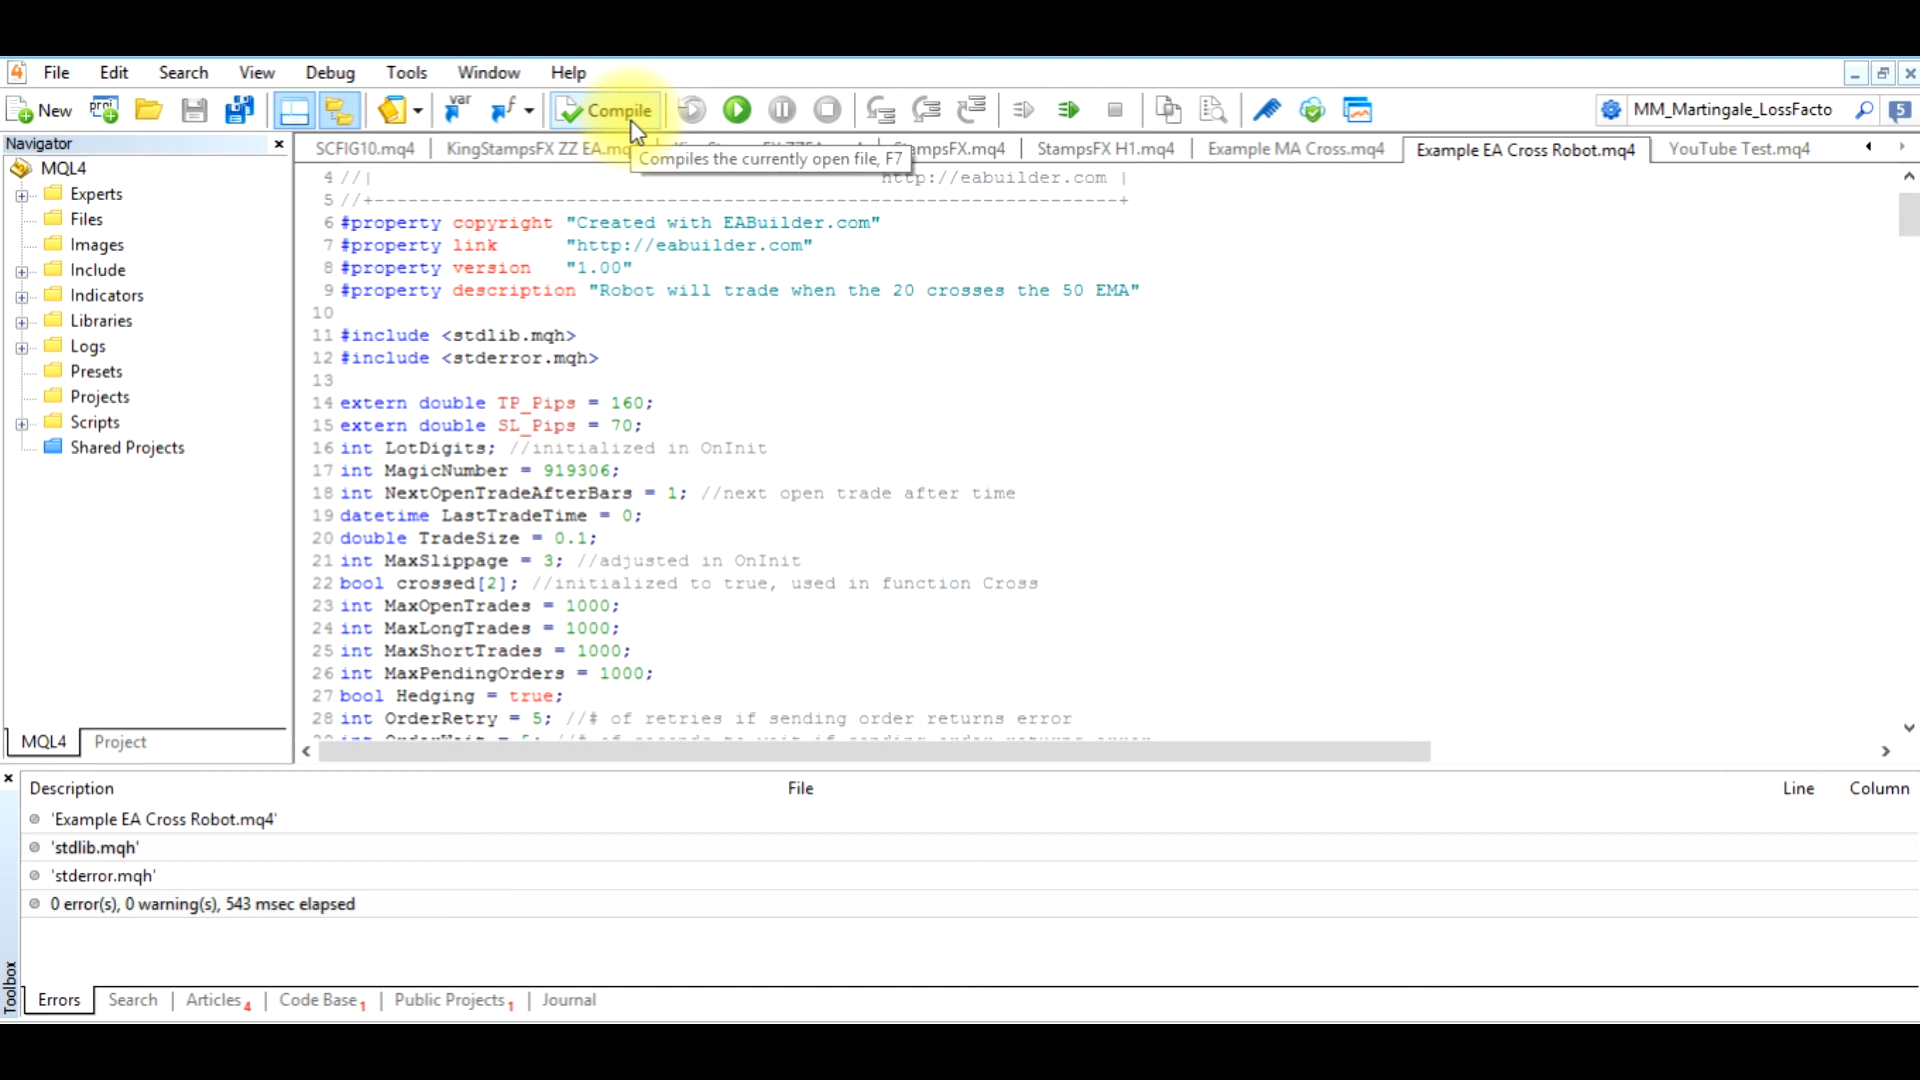 4 File Edit Search View Debug Tools Window Help
New proj var f Compile MM_Martingale_LossFacto 5
Navigator
SCFIG10.mq4 KingStampsFX ZZ EA.mq StampsFX H1.mq4 Example MA Cross.mq4 Example EA Cross Robot.mq4 YouTube Test.mq4
Compiles the currently open file, F7
MQL4
Experts
Files
Images
Include
Indicators
Libraries
Logs
Presets
Projects
Scripts
Shared Projects
MQL4 Project
4 //| http://eabuilder.com |
5 //+------------------------------------------------------------------+
6 #property copyright "Created with EABuilder.com"
7 #property link "http://eabuilder.com"
8 #property version "1.00"
9 #property description "Robot will trade when the 20 crosses the 50 EMA"
10
11 #include <stdlib.mqh>
12 #include <stderror.mqh>
13
14 extern double TP_Pips = 160;
15 extern double SL_Pips = 70;
16 int LotDigits; //initialized in OnInit
17 int MagicNumber = 919306;
18 int NextOpenTradeAfterBars = 1; //next open trade after time
19 datetime LastTradeTime = 0;
20 double TradeSize = 0.1;
21 int MaxSlippage = 3; //adjusted in OnInit
22 bool crossed[2]; //initialized to true, used in function Cross
23 int MaxOpenTrades = 1000;
24 int MaxLongTrades = 1000;
25 int MaxShortTrades = 1000;
26 int MaxPendingOrders = 1000;
27 bool Hedging = true;
28 int OrderRetry = 5; //# of retries if sending order returns error
Description File Line Column
'Example EA Cross Robot.mq4'
'stdlib.mqh'
'stderror.mqh'
0 error(s), 0 warning(s), 543 msec elapsed
Toolbox
Errors Search Articles 4 Code Base 1 Public Projects 1 Journal